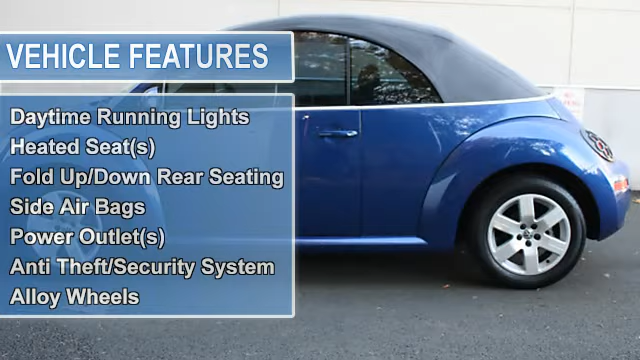 VEHICLE FEATURES
Daytime Running Lights
Heated Seat(s)
Fold Up/Down Rear Seating
Side Air Bags
Power Outlet(s)
Anti Theft/Security System
Alloy Wheels